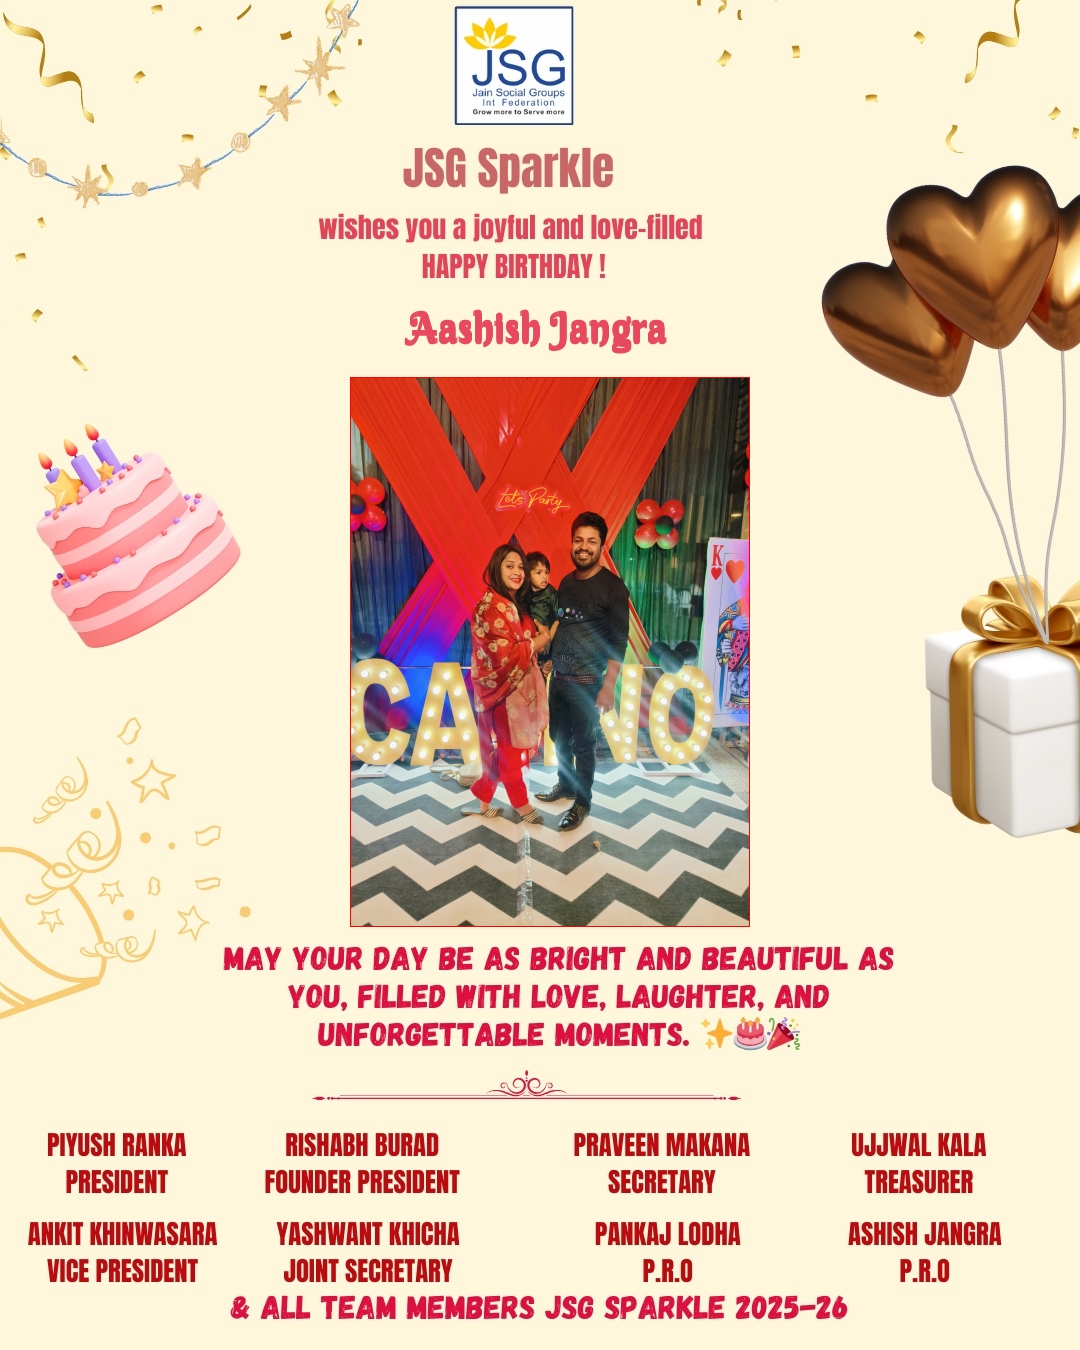 JSG
Jain Social Groups
Int Federation
Grow more to Serve more
JSG Sparkle
wishes you a joyful and love-filled
HAPPY BIRTHDAY !
Aashish Jangra
Let's Party
K
CA NO
MAY YOUR DAY BE AS BRIGHT AND BEAUTIFUL AS
YOU, FILLED WITH LOVE, LAUGHTER, AND
UNFORGETTABLE MOMENTS. ✨🎂🎉
PIYUSH RANKA
PRESIDENT
RISHABH BURAD
FOUNDER PRESIDENT
PRAVEEN MAKANA
SECRETARY
UJJWAL KALA
TREASURER
ANKIT KHINWASARA
VICE PRESIDENT
YASHWANT KHICHA
JOINT SECRETARY
PANKAJ LODHA
P.R.O
ASHISH JANGRA
P.R.O
& ALL TEAM MEMBERS JSG SPARKLE 2025-26